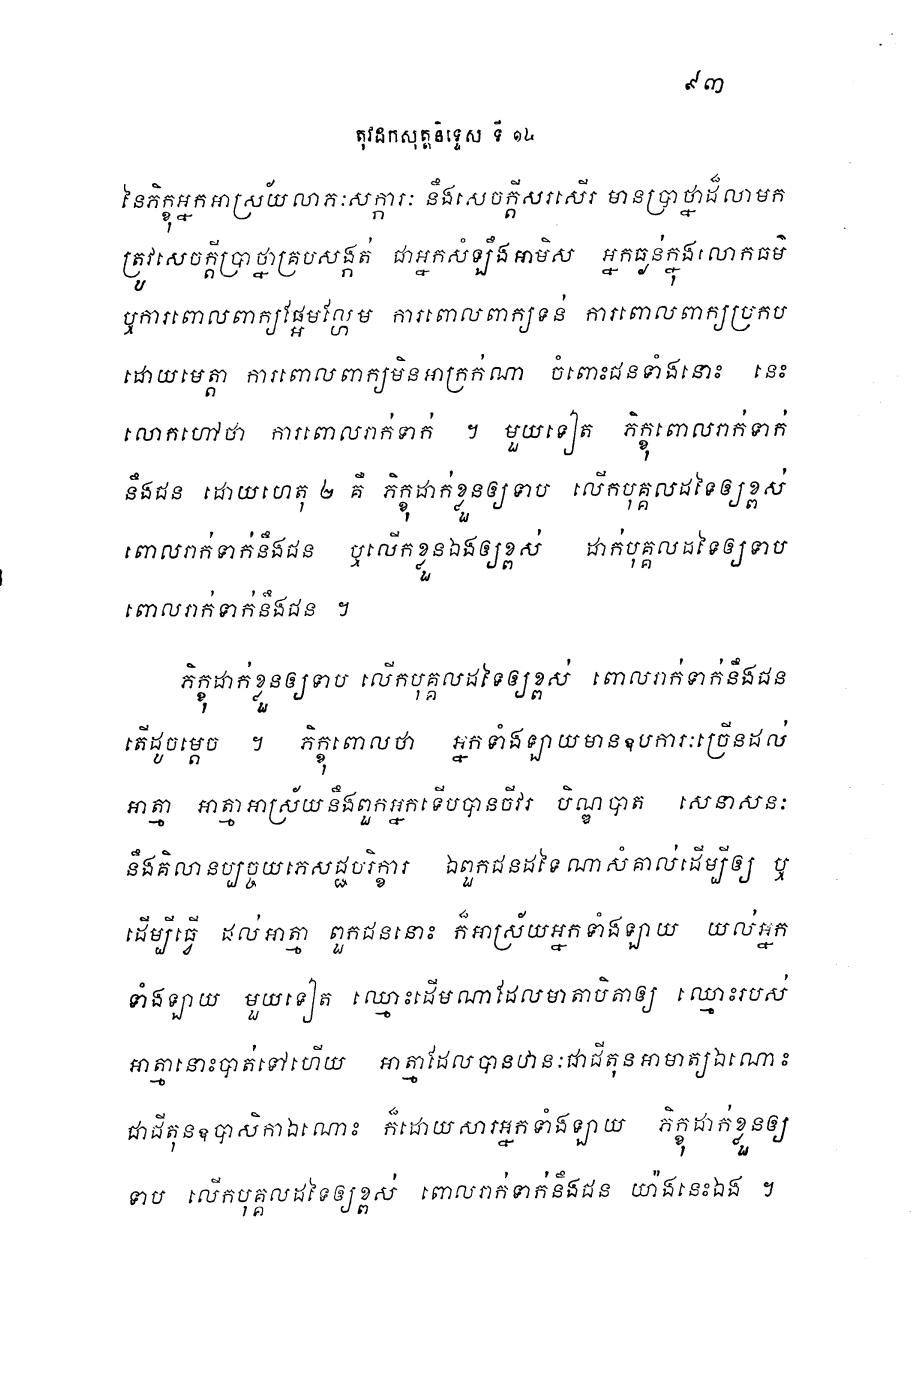 ៩៣
តុវដកសុត្តនិទ្ទេស ទី ១៤
នៃភិក្ខុអ្នកអាស្រ័យលាភៈសក្ការៈ នឹងសេចក្តីសរសើរ មានប្រាថ្នាដ៏លាមក
ត្រូវសេចក្តីប្រាថ្នាគ្របសង្កត់ ជាអ្នកសំឡឹងអាមិស អ្នកធ្ងន់ក្នុងលោកធម៌
ឬការពោលពាក្យផ្អែមល្ហែម ការពោលពាក្យទន់ ការពោលពាក្យប្រកប
ដោយមេត្តា ការពោលពាក្យមិនអាក្រក់ណា ចំពោះជនទាំងនោះ នេះ
លោកហៅថា ការពោលរាក់ទាក់ ។ មួយទៀត ភិក្ខុពោលរាក់ទាក់
នឹងជន ដោយហេតុ ២ គឺ ភិក្ខុដាក់ខ្លួនឲ្យទាប លើកបុគ្គលដទៃឲ្យខ្ពស់
ពោលរាក់ទាក់នឹងជន ឬលើកខ្លួនឯងឲ្យខ្ពស់ ដាក់បុគ្គលដទៃឲ្យទាប
ពោលរាក់ទាក់នឹងជន ។
ភិក្ខុដាក់ខ្លួនឲ្យទាប លើកបុគ្គលដទៃឲ្យខ្ពស់ ពោលរាក់ទាក់នឹងជន
តើដូចម្តេច ។ ភិក្ខុពោលថា អ្នកទាំងឡាយមានឧបការៈច្រើនដល់
អាត្មា អាត្មាអាស្រ័យនឹងពួកអ្នកទើបបានចីវរ បិណ្ឌបាត សេនាសនៈ
នឹងគិលានប្បច្ចយភេសជ្ជបរិក្ខារ ឯពួកជនដទៃណាសំគាល់ដើម្បីឲ្យ ឬ
ដើម្បីធ្វើ ដល់អាត្មា ពួកជននោះ ក៏អាស្រ័យអ្នកទាំងឡាយ យល់អ្នក
ទាំងឡាយ មួយទៀត ឈ្មោះដើមណាដែលមាតាបិតាឲ្យ ឈ្មោះរបស់
អាត្មានោះបាត់ទៅហើយ អាត្មាដែលបានឋានៈជាជីតុនអាមាត្យឯណោះ
ជាជីតុនឧបាសិកាឯណោះ ក៏ដោយសារអ្នកទាំងឡាយ ភិក្ខុដាក់ខ្លួនឲ្យ
ទាប លើកបុគ្គលដទៃឲ្យខ្ពស់ ពោលរាក់ទាក់នឹងជន យ៉ាងនេះឯង ។